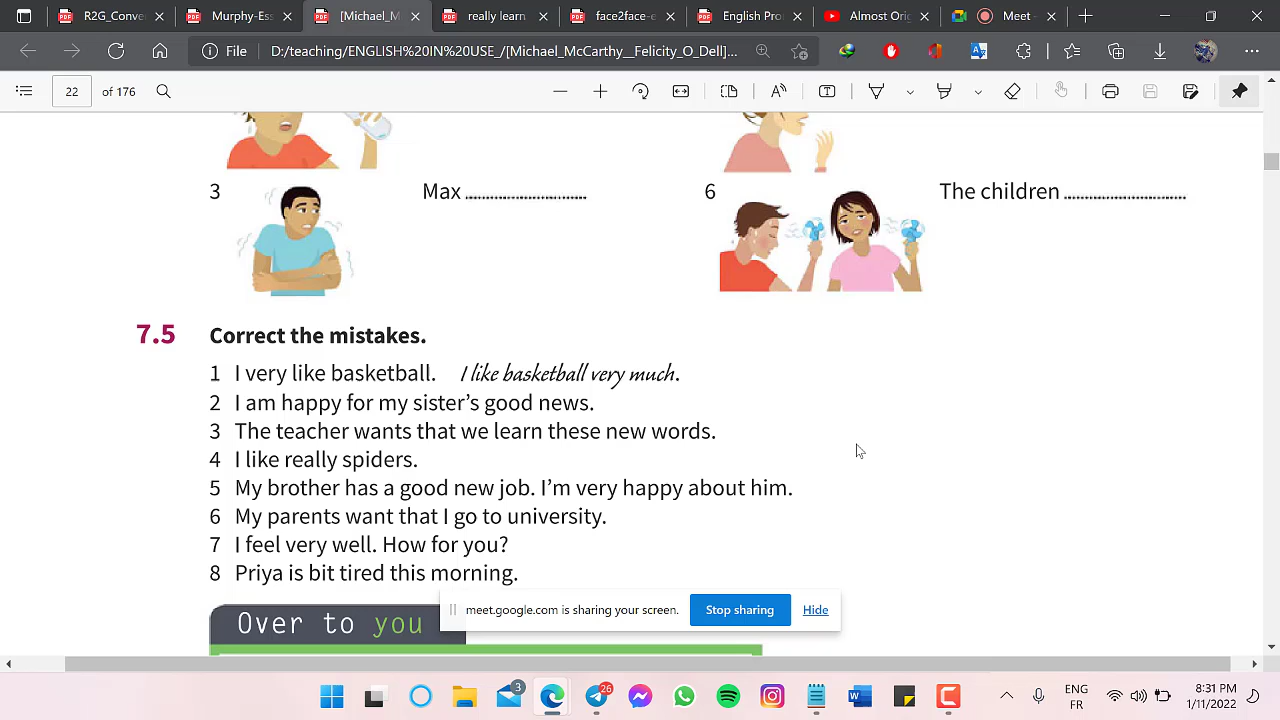 R2G_Conve
Murphy's
[Michael_M
really.learn
face2face-e
English Pro
Almost Ori
Meet -
File
D:/teaching/ENGLISH%20IN%20USE_/[Michael_McCarthy__Felicity_O_Dell]...
22 of 176
3 Max
6 The children
7.5 Correct the mistakes.
1 I very like basketball. I like basketball very much.
2 I am happy for my sister's good news.
3 The teacher wants that we learn these new words.
4 I like really spiders.
5 My brother has a good new job. I'm very happy about him.
6 My parents want that I go to university.
7 I feel very well. How for you?
8 Priya is bit tired this morning.
meet.google.com is sharing your screen. Stop sharing Hide
Over to you
3
26
ENG
FR
8:31 PM
1/11/2022